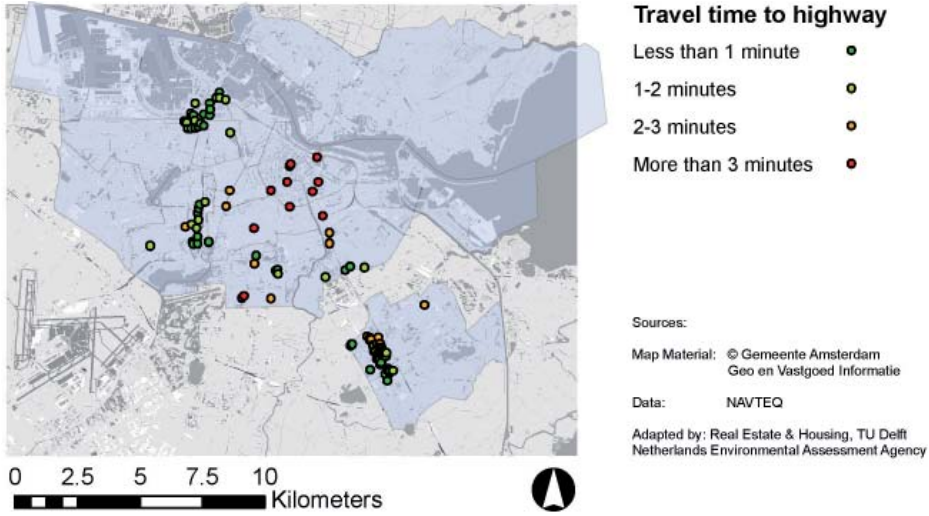 Travel time to highway
Less than 1 minute
1-2 minutes
2-3 minutes
More than 3 minutes
Sources:
Map Material: © Gemeente Amsterdam
Geo en Vastgoed Informatie
Data: NAVTEQ
Adapted by: Real Estate & Housing, TU Delft
Netherlands Environmental Assessment Agency
0 2.5 5 7.5 10
Kilometers